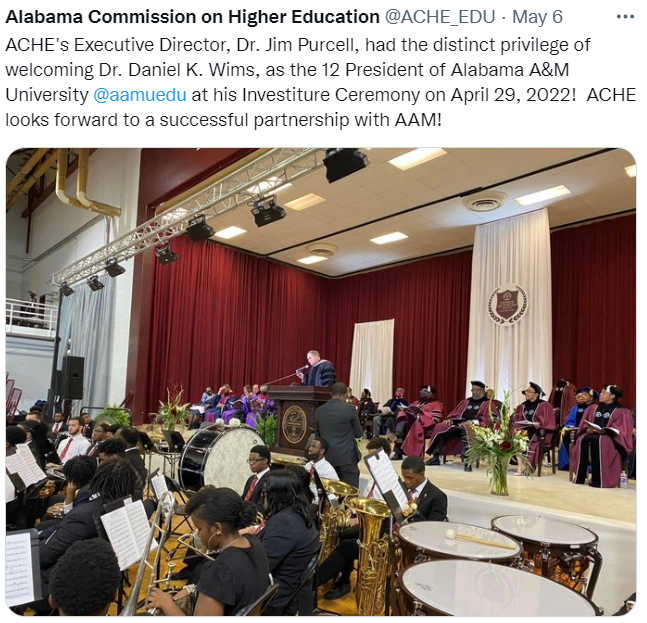 Alabama Commission on Higher Education @ACHE_EDU · May 6
ACHE's Executive Director, Dr. Jim Purcell, had the distinct privilege of
welcoming Dr. Daniel K. Wims, as the 12 President of Alabama A&M
University @aamuedu at his Investiture Ceremony on April 29, 2022!  ACHE
looks forward to a successful partnership with AAM!